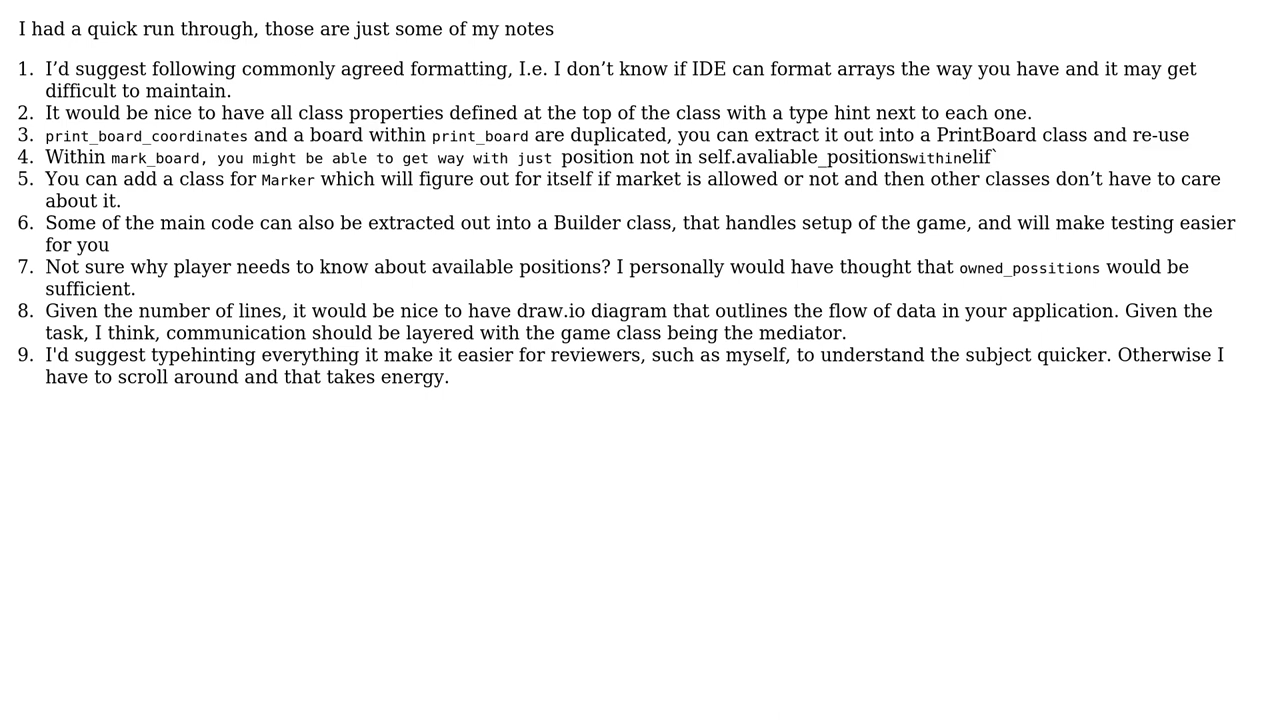 I had a quick run through, those are just some of my notes
1. I’d suggest following commonly agreed formatting, I.e. I don’t know if IDE can format arrays the way you have and it may get
difficult to maintain.
2. It would be nice to have all class properties defined at the top of the class with a type hint next to each one.
3. print_board_coordinates and a board within print_board are duplicated, you can extract it out into a PrintBoard class and re-use
4. Within mark_board, you might be able to get way with just position not in self.avaliable_positionswithinelif`
5. You can add a class for Marker which will figure out for itself if market is allowed or not and then other classes don’t have to care
about it.
6. Some of the main code can also be extracted out into a Builder class, that handles setup of the game, and will make testing easier
for you
7. Not sure why player needs to know about available positions? I personally would have thought that owned_possitions would be
sufficient.
8. Given the number of lines, it would be nice to have draw.io diagram that outlines the flow of data in your application. Given the
task, I think, communication should be layered with the game class being the mediator.
9. I'd suggest typehinting everything it make it easier for reviewers, such as myself, to understand the subject quicker. Otherwise I
have to scroll around and that takes energy.